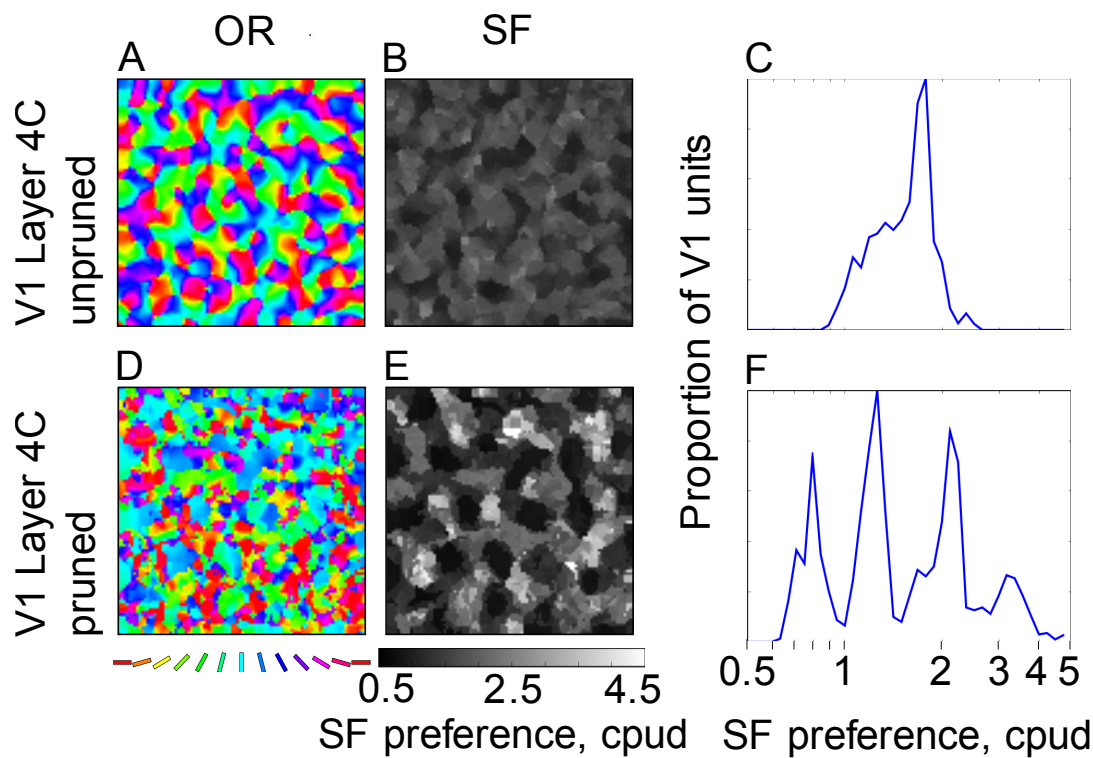 OR
SF
A
B
C
V1 Layer 4C
unpruned
D
E
F
V1 Layer 4C
pruned
Proportion of V1 units
0.5
2.5
4.5
SF preference, cpud
0.5
1
2
3
4
5
SF preference, cpud